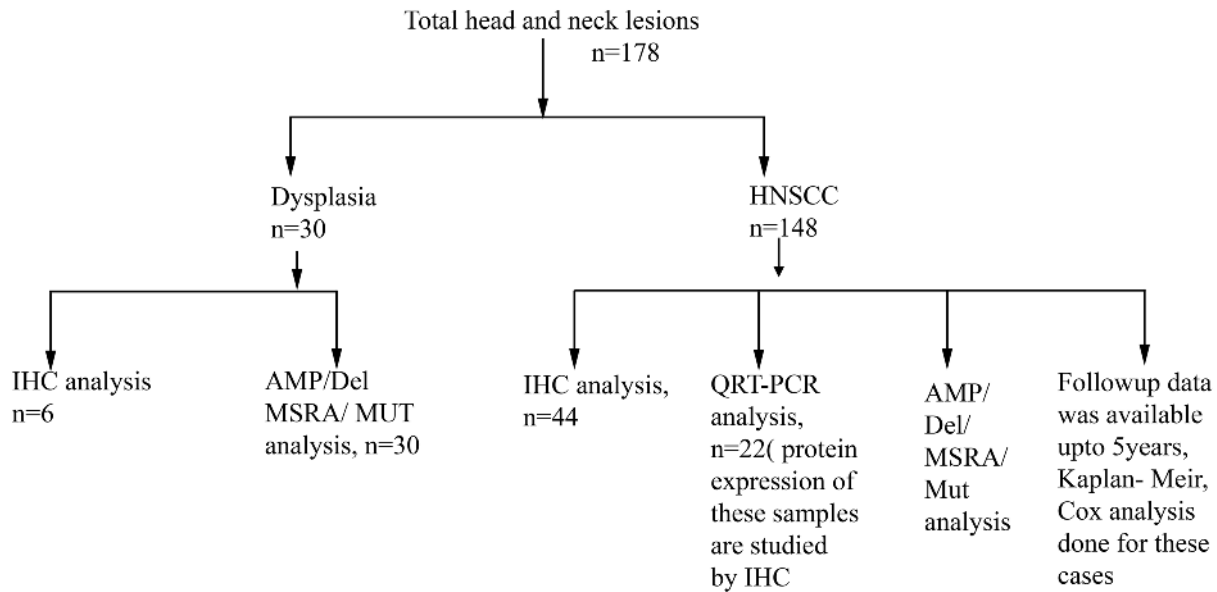 Total head and neck lesions
n=178
Dysplasia
n=30
HNSCC
n=148
IHC analysis
n=6
AMP/Del
MSRA/ MUT
analysis, n=30
IHC analysis,
n=44
QRT-PCR
analysis,
n=22( protein
expression of
these samples
are studied
by IHC
AMP/
Del/
MSRA/
Mut
analysis
Followup data
was available
upto 5years,
Kaplan- Meir,
Cox analysis
done for these
cases